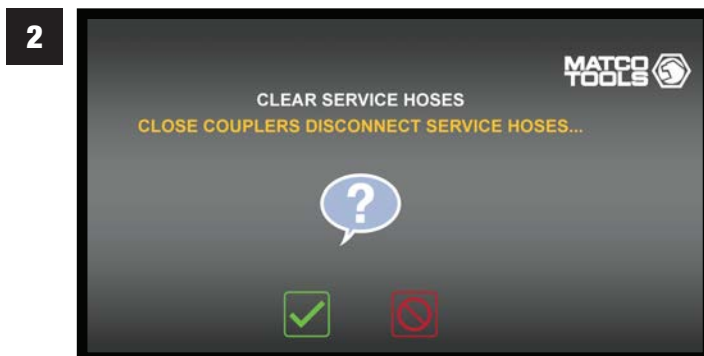 2
MATCO
TOOLS
CLEAR SERVICE HOSES
CLOSE COUPLERS DISCONNECT SERVICE HOSES...
?